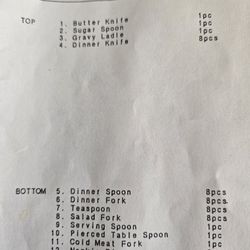 TOP 1. Butter Knife 1pc
2. Sugar Spoon 1pc
3. Gravy Ladle 1pc
4. Dinner Knife 8pcs
BOTTOM 5. Dinner Spoon 8pcs
6. Dinner Fork 8pcs
7. Teaspoon 8pcs
8. Salad Fork 8pcs
9. Serving Spoon 1pc
10. Pierced Table Spoon 1pc
11. Cold Meat Fork 1pc